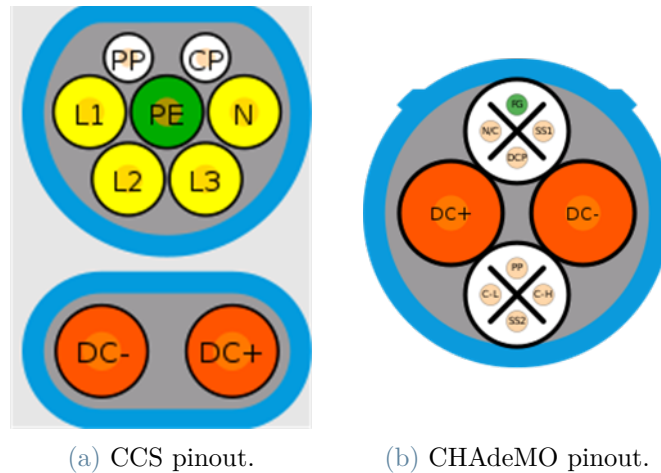 PP CP
L1 PE N
L2 L3
DC- DC+
FG
N/C SS1
DCP
DC+ DC-
PP
C-L C-H
SS2
(a) CCS pinout.
(b) CHAdeMO pinout.